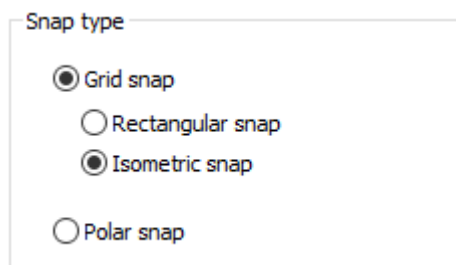 Snap type
Grid snap
Rectangular snap
Isometric snap
Polar snap